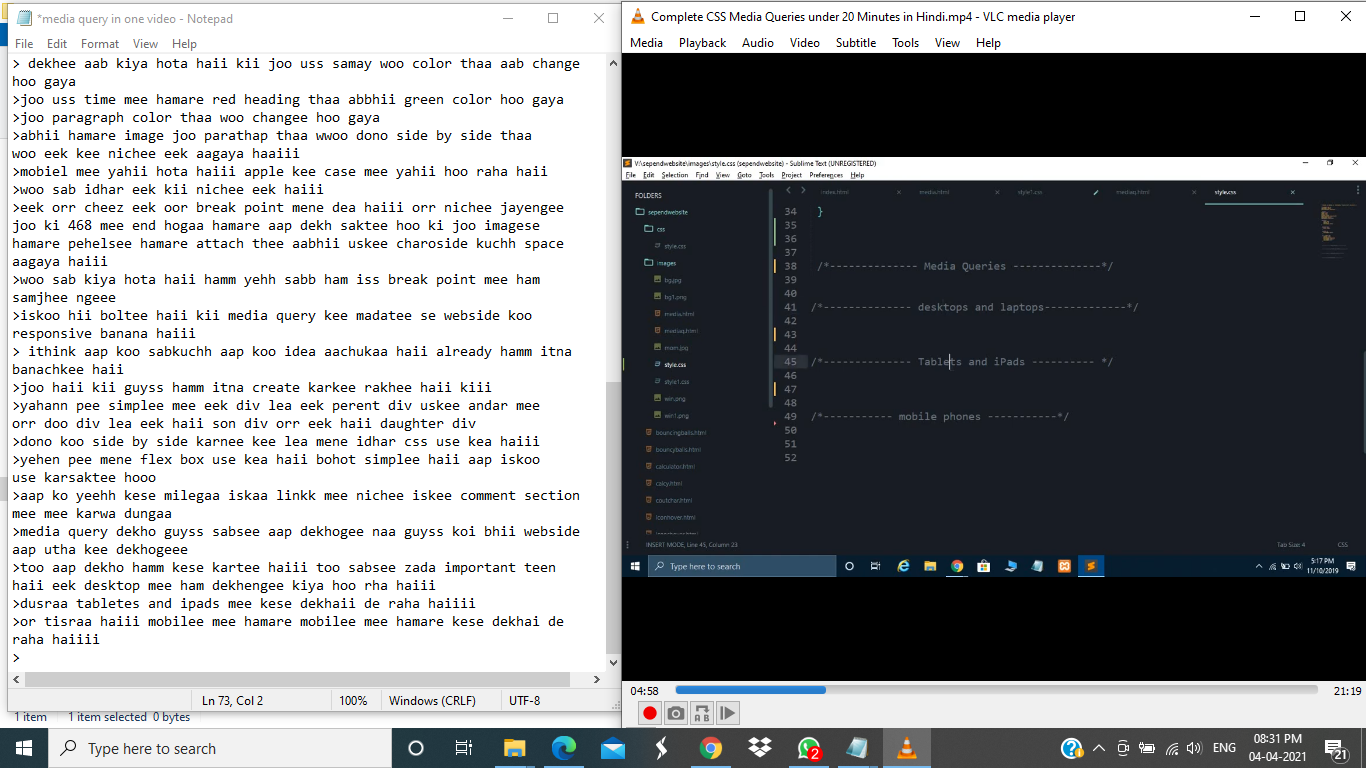 *media query in one video - Notepad
File Edit Format View Help
> dekhee aab kiya hota haii kii joo uss samay woo color thaa aab change
hoo gaya
>joo uss time mee hamare red heading thaa abbhii green color hoo gaya
>joo paragraph color thaa woo changee hoo gaya
>abhii hamare image joo parathap thaa wwoo dono side by side thaa
woo eek kee nichee eek aagaya haaiii
>mobiel mee yahii hota haiii apple kee case mee yahii hoo raha haii
>woo sab idhar eek kii nichee eek haiii
>eek orr cheez eek oor break point mene dea haiii orr nichee jayengee
joo ki 468 mee end hogaa hamare aap dekh saktee hoo ki joo imagese
hamare pehelsee hamare attach thee aabhii uskee charoside kuchh space
aagaya haiii
>woo sab kiya hota haii hamm yehh sabb ham iss break point mee ham
samjhee ngeee
>iskoo hii boltee haii kii media query kee madatee se webside koo
responsive banana haiii
> ithink aap koo sabkuchh aap koo idea aachukaa haii already hamm itna
banachkee haii
>joo haii kii guyss hamm itna create karkee rakhee haii kiii
>yahann pee simplee mee eek div lea eek perent div uskee andar mee
orr doo div lea eek haii son div orr eek haii daughter div
>dono koo side by side karnee kee lea mene idhar css use kea haiii
>yehen pee mene flex box use kea haii bohot simplee haii aap iskoo
use karsaktee hooo
>aap ko yeehh kese milegaa iskaa linkk mee nichee iskee comment section
mee mee karwa dungaa
>media query dekho guyss sabsee aap dekhogee naa guyss koi bhii webside
aap utha kee dekhogeee
>too aap dekho hamm kese kartee haiii too sabsee zada important teen
haii eek desktop mee ham dekhengee kiya hoo rha haiii
>dusraa tabletes and ipads mee kese dekhaii de raha haiiii
>or tisraa haiii mobilee mee hamare mobilee mee hamare kese dekhai de
raha haiiii
>
Ln 73, Col 2 100% Windows (CRLF) UTF-8
1 item 1 item selected 0 bytes
Complete CSS Media Queries under 20 Minutes in Hindi.mp4 - VLC media player
Media Playback Audio Video Subtitle Tools View Help
V:\sependwebsite\images\style.css (sependwebsite) - Sublime Text (UNREGISTERED)
File Edit Selection Find View Goto Tools Project Preferences Help
FOLDERS
sependwebsite
css
style.css
images
bg.jpg
bg1.png
media.html
mediaq.html
mom.jpg
style.css
style1.css
win.png
win1.png
bouncingballs.html
bouncyballs.html
calculator.html
calcy.html
coutchar.html
iconhover.html
index.html media.html style1.css mediaq.html style.css
34 }
35
36
38 /*-------------- Media Queries --------------*/
39
40
41 /*-------------- desktops and laptops-------------*/
42
43
44
45 /*-------------- Tablets and iPads ---------- */
46
47
48
49 /*----------- mobile phones -----------*/
50
51
52
INSERT MODE, Line 45, Column 23 Tab Size 4 CSS
Type here to search
5:17 PM
11/10/2019
04:58 21:19
Type here to search
2
ENG
08:31 PM
04-04-2021
21